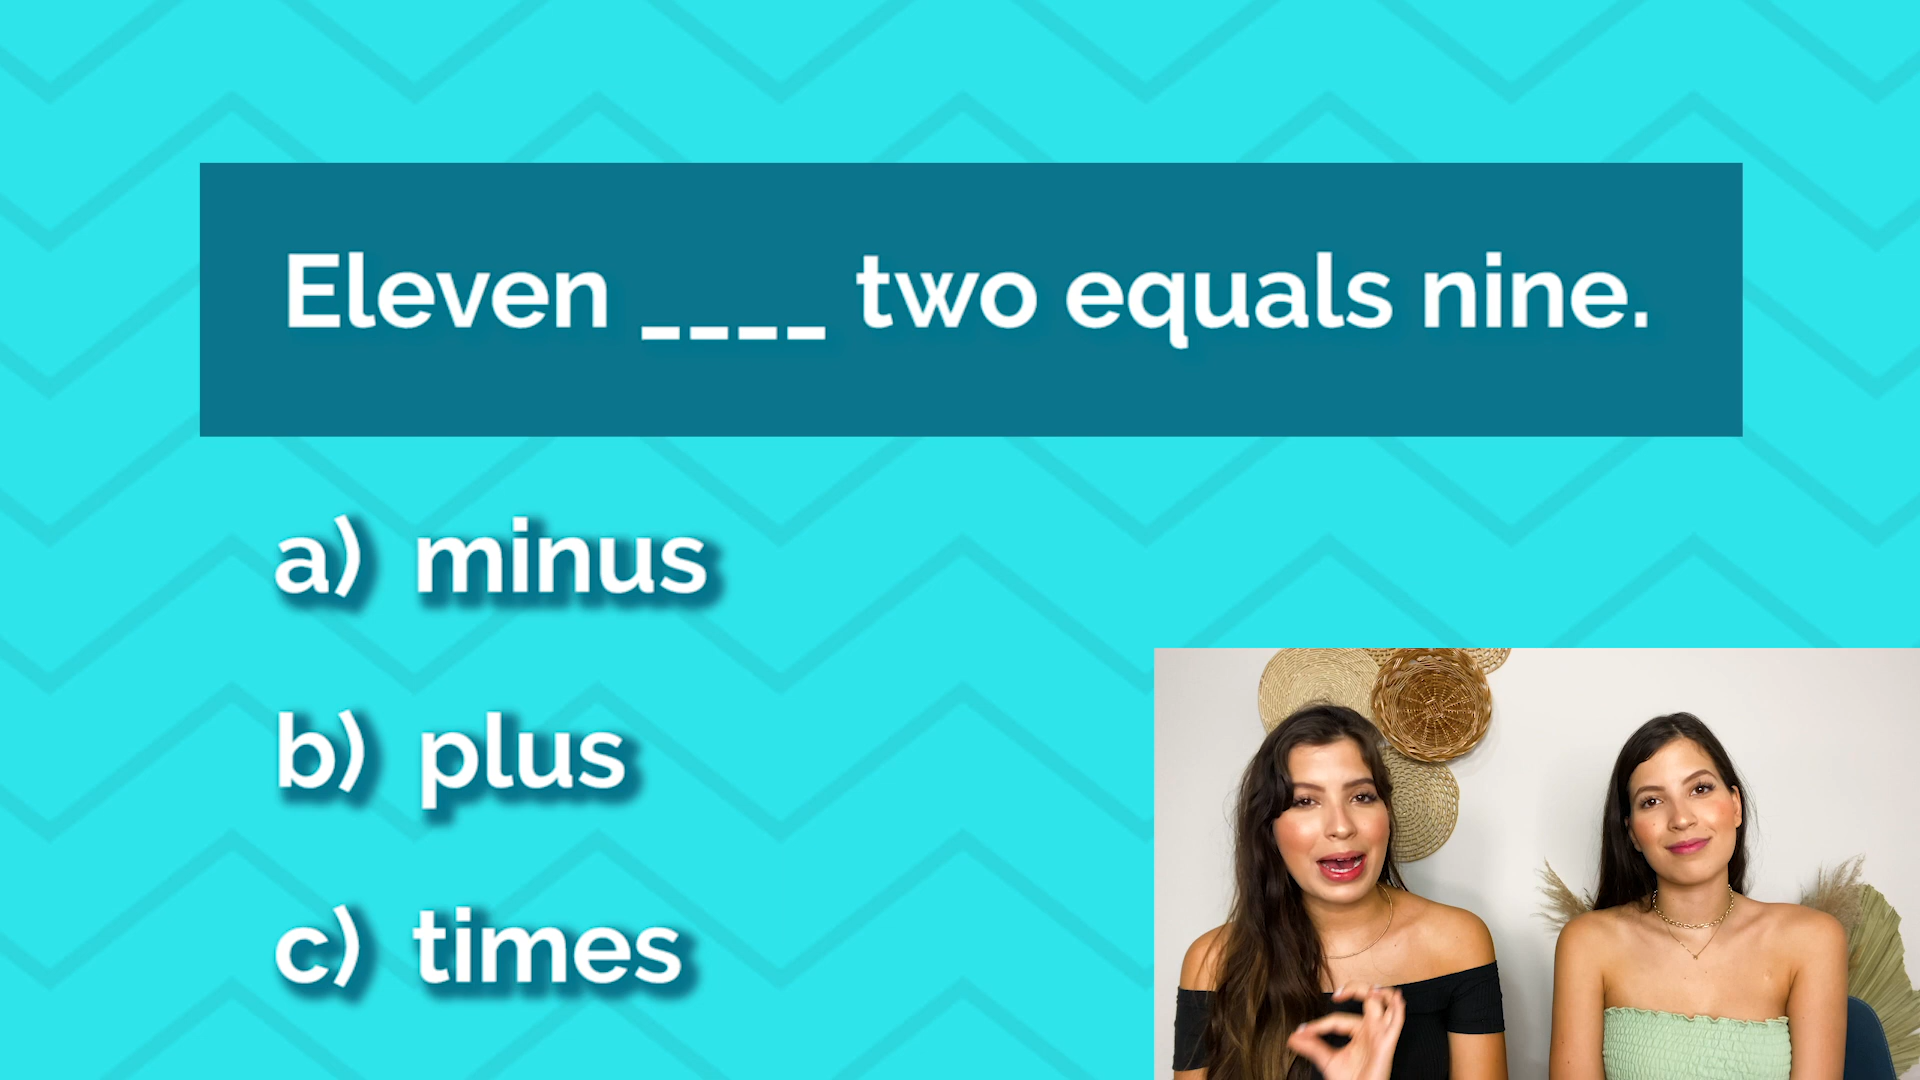 Eleven ____ two equals nine.
a) minus
b) plus
c) times